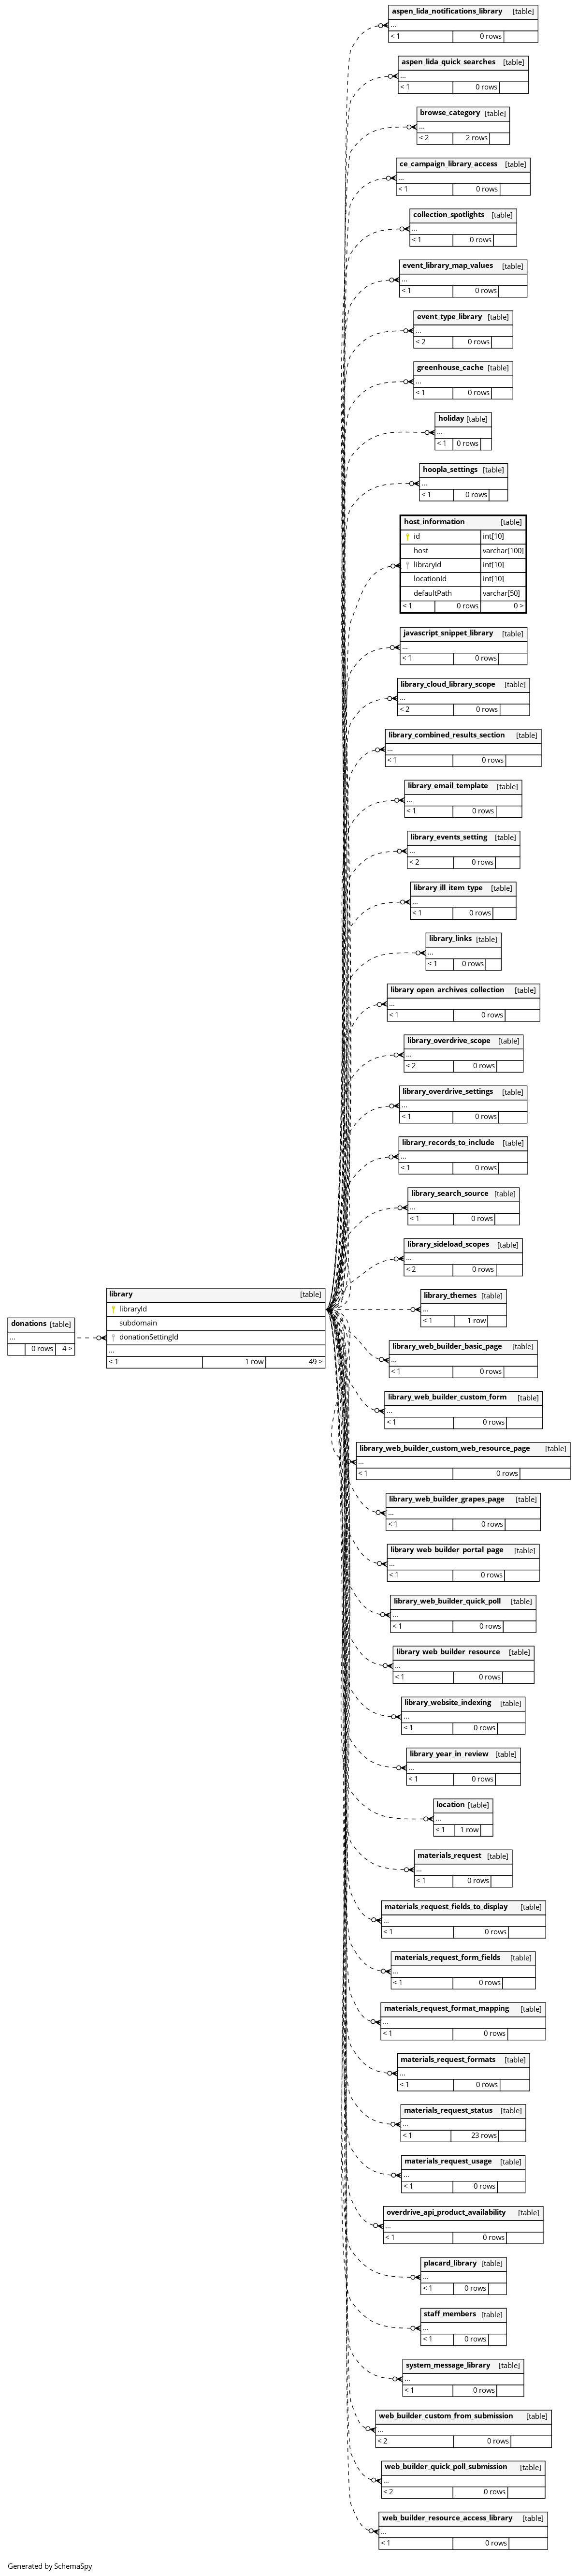 aspen_lida_notifications_library [table]
...
< 1 0 rows
aspen_lida_quick_searches [table]
...
< 1 0 rows
browse_category [table]
...
< 2 2 rows
ce_campaign_library_access [table]
...
< 1 0 rows
collection_spotlights [table]
...
< 1 0 rows
event_library_map_values [table]
...
< 1 0 rows
event_type_library [table]
...
< 2 0 rows
greenhouse_cache [table]
...
< 1 0 rows
holiday [table]
...
< 1 0 rows
hoopla_settings [table]
...
< 1 0 rows
host_information [table]
id int[10]
host varchar[100]
libraryId int[10]
locationId int[10]
defaultPath varchar[50]
< 1 0 rows 0 >
javascript_snippet_library [table]
...
< 1 0 rows
library_cloud_library_scope [table]
...
< 2 0 rows
library_combined_results_section [table]
...
< 1 0 rows
library_email_template [table]
...
< 1 0 rows
library_events_setting [table]
...
< 2 0 rows
library_ill_item_type [table]
...
< 1 0 rows
library_links [table]
...
< 1 0 rows
library_open_archives_collection [table]
...
< 1 0 rows
library_overdrive_scope [table]
...
< 2 0 rows
library_overdrive_settings [table]
...
< 1 0 rows
library_records_to_include [table]
...
< 1 0 rows
library_search_source [table]
...
< 1 0 rows
library_sideload_scopes [table]
...
< 2 0 rows
donations [table]
...
0 rows 4 >
library [table]
libraryId
subdomain
donationSettingId
...
< 1 1 row 49 >
library_themes [table]
...
< 1 1 row
library_web_builder_basic_page [table]
...
< 1 0 rows
library_web_builder_custom_form [table]
...
< 1 0 rows
library_web_builder_custom_web_resource_page [table]
...
< 1 0 rows
library_web_builder_grapes_page [table]
...
< 1 0 rows
library_web_builder_portal_page [table]
...
< 1 0 rows
library_web_builder_quick_poll [table]
...
< 1 0 rows
library_web_builder_resource [table]
...
< 1 0 rows
library_website_indexing [table]
...
< 1 0 rows
library_year_in_review [table]
...
< 1 0 rows
location [table]
...
< 1 1 row
materials_request [table]
...
< 1 0 rows
materials_request_fields_to_display [table]
...
< 1 0 rows
materials_request_form_fields [table]
...
< 1 0 rows
materials_request_format_mapping [table]
...
< 1 0 rows
materials_request_formats [table]
...
< 1 0 rows
materials_request_status [table]
...
< 1 23 rows
materials_request_usage [table]
...
< 1 0 rows
overdrive_api_product_availability [table]
...
< 1 0 rows
placard_library [table]
...
< 1 0 rows
staff_members [table]
...
< 1 0 rows
system_message_library [table]
...
< 1 0 rows
web_builder_custom_from_submission [table]
...
< 2 0 rows
web_builder_quick_poll_submission [table]
...
< 2 0 rows
web_builder_resource_access_library [table]
...
< 1 0 rows
Generated by SchemaSpy